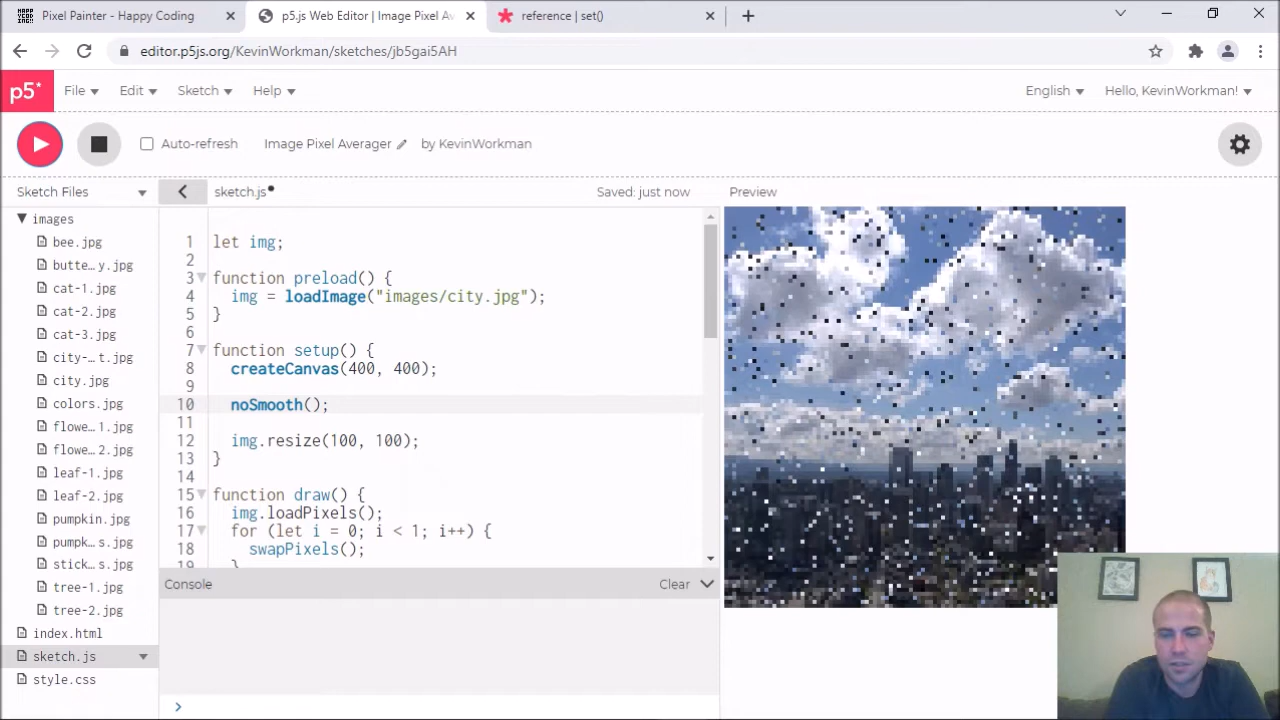 Pixel Painter - Happy Coding
p5.js Web Editor | Image Pixel Av
reference | set()
editor.p5js.org/KevinWorkman/sketches/jb5gai5AH
p5*
File
Edit
Sketch
Help
English
Hello, KevinWorkman!
Auto-refresh
Image Pixel Averager
by KevinWorkman
Sketch Files
sketch.js
Saved: just now
Preview
images
bee.jpg
butte…y.jpg
cat-1.jpg
cat-2.jpg
cat-3.jpg
city-…t.jpg
city.jpg
colors.jpg
flowe…1.jpg
flowe…2.jpg
leaf-1.jpg
leaf-2.jpg
pumpkin.jpg
pumpk…s.jpg
stick…s.jpg
tree-1.jpg
tree-2.jpg
index.html
sketch.js
style.css
1 let img;
2
3 function preload() {
4 img = loadImage("images/city.jpg");
5 }
6
7 function setup() {
8 createCanvas(400, 400);
9
10 noSmooth();
11
12 img.resize(100, 100);
13 }
14
15 function draw() {
16 img.loadPixels();
17 for (let i = 0; i < 1; i++) {
18 swapPixels();
19 }
Console
Clear
>